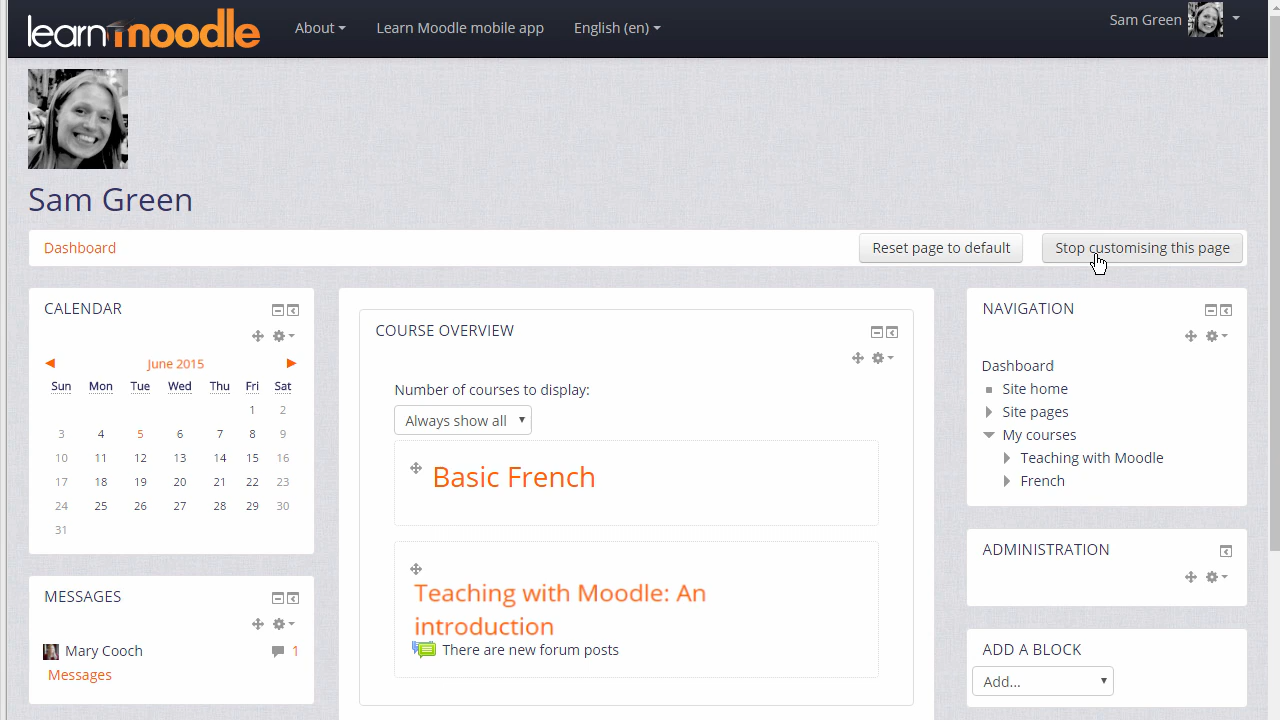 learn moodle
About
Learn Moodle mobile app
English (en)
Sam Green
Sam Green
Dashboard
Reset page to default
Stop customising this page
CALENDAR
June 2015
Sun Mon Tue Wed Thu Fri Sat
1 2
3 4 5 6 7 8 9
10 11 12 13 14 15 16
17 18 19 20 21 22 23
24 25 26 27 28 29 30
31
MESSAGES
Mary Cooch 1
Messages
COURSE OVERVIEW
Number of courses to display:
Always show all
Basic French
Teaching with Moodle: An
introduction
There are new forum posts
NAVIGATION
Dashboard
Site home
Site pages
My courses
Teaching with Moodle
French
ADMINISTRATION
ADD A BLOCK
Add...